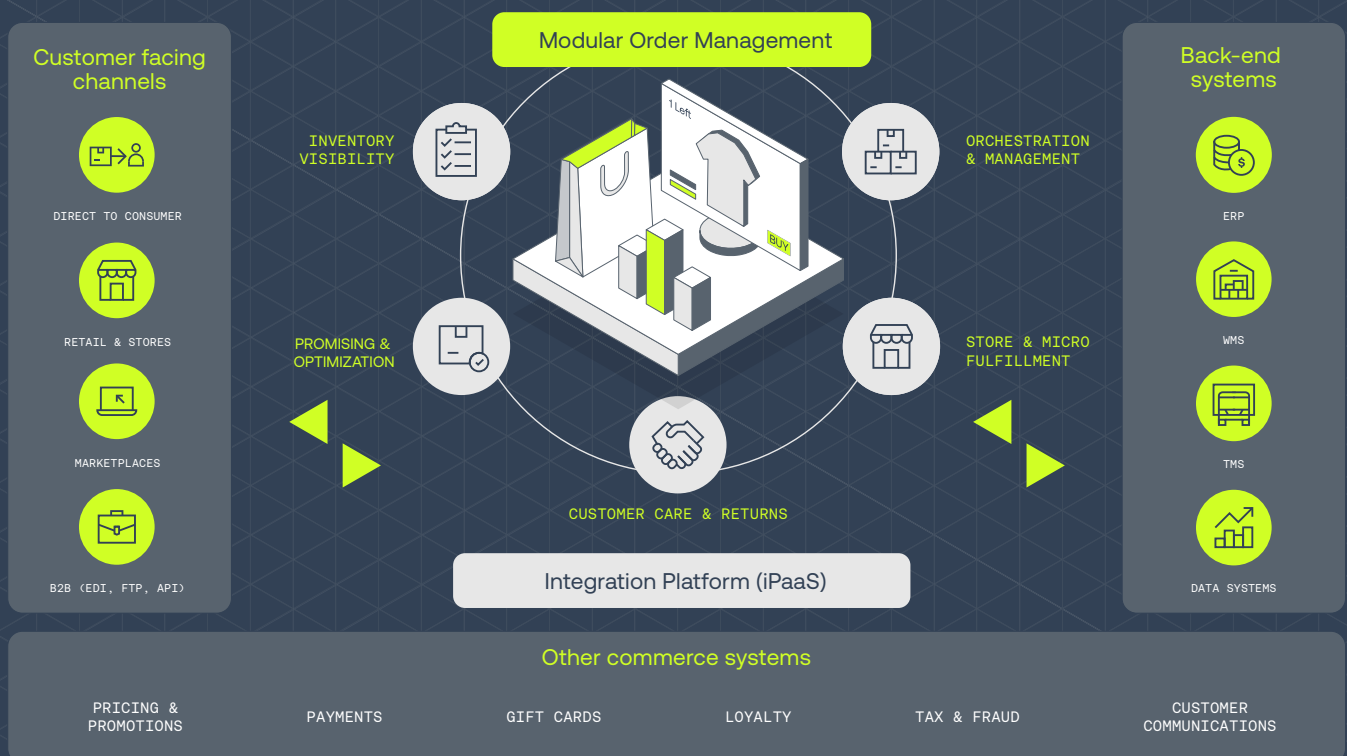 Modular Order Management
Customer facing
channels
DIRECT TO CONSUMER
RETAIL & STORES
MARKETPLACES
B2B (EDI, FTP, API)
INVENTORY
VISIBILITY
PROMISING &
OPTIMIZATION
1 Left
BUY
ORCHESTRATION
& MANAGEMENT
STORE & MICRO
FULFILLMENT
CUSTOMER CARE & RETURNS
Integration Platform (iPaaS)
Back-end
systems
$
ERP
WMS
TMS
DATA SYSTEMS
Other commerce systems
PRICING &
PROMOTIONS
PAYMENTS
GIFT CARDS
LOYALTY
TAX & FRAUD
CUSTOMER
COMMUNICATIONS